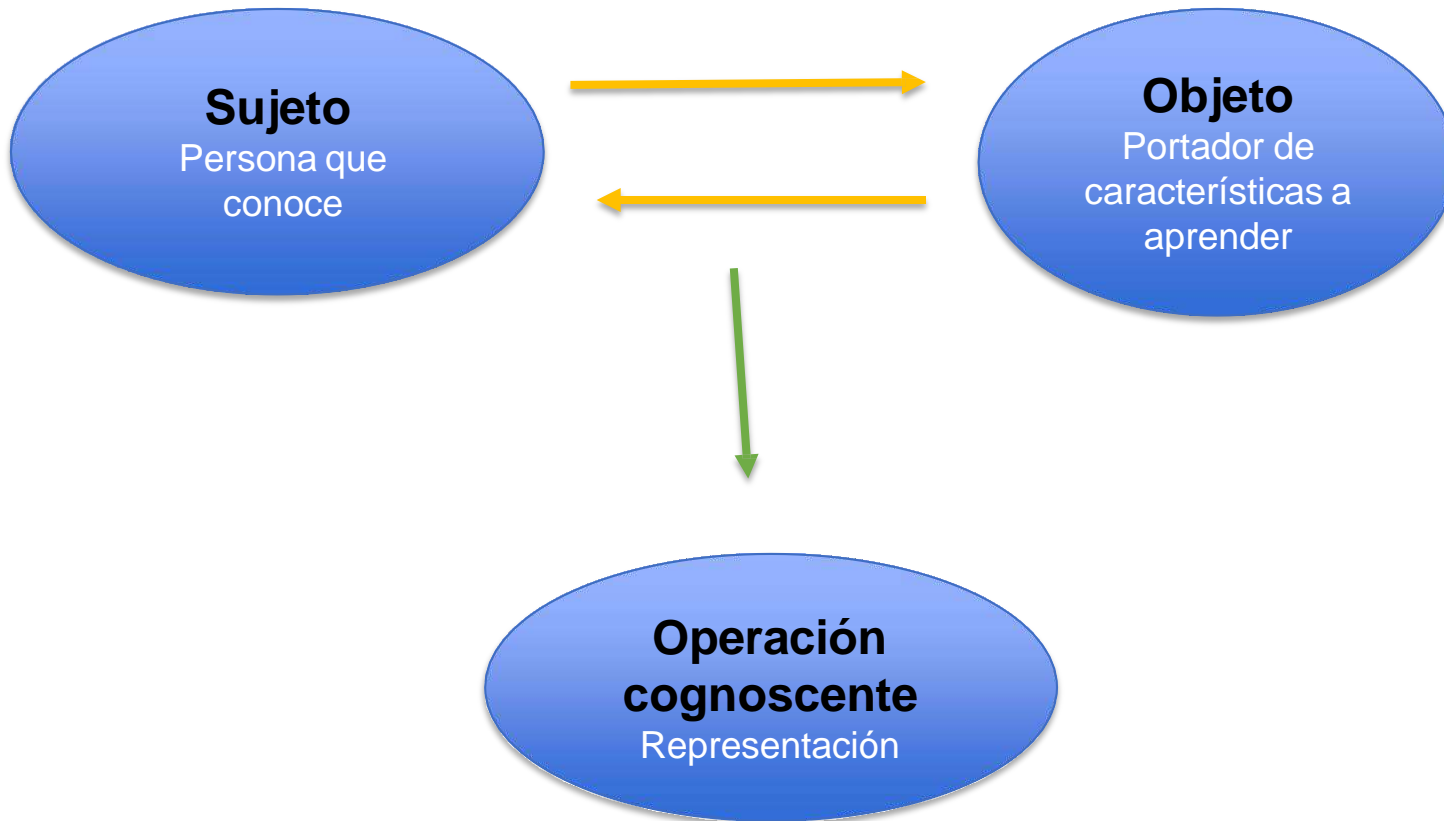 Sujeto
Persona que
conoce
Objeto
Portador de
características a
aprender
Operación
cognoscente
Representación